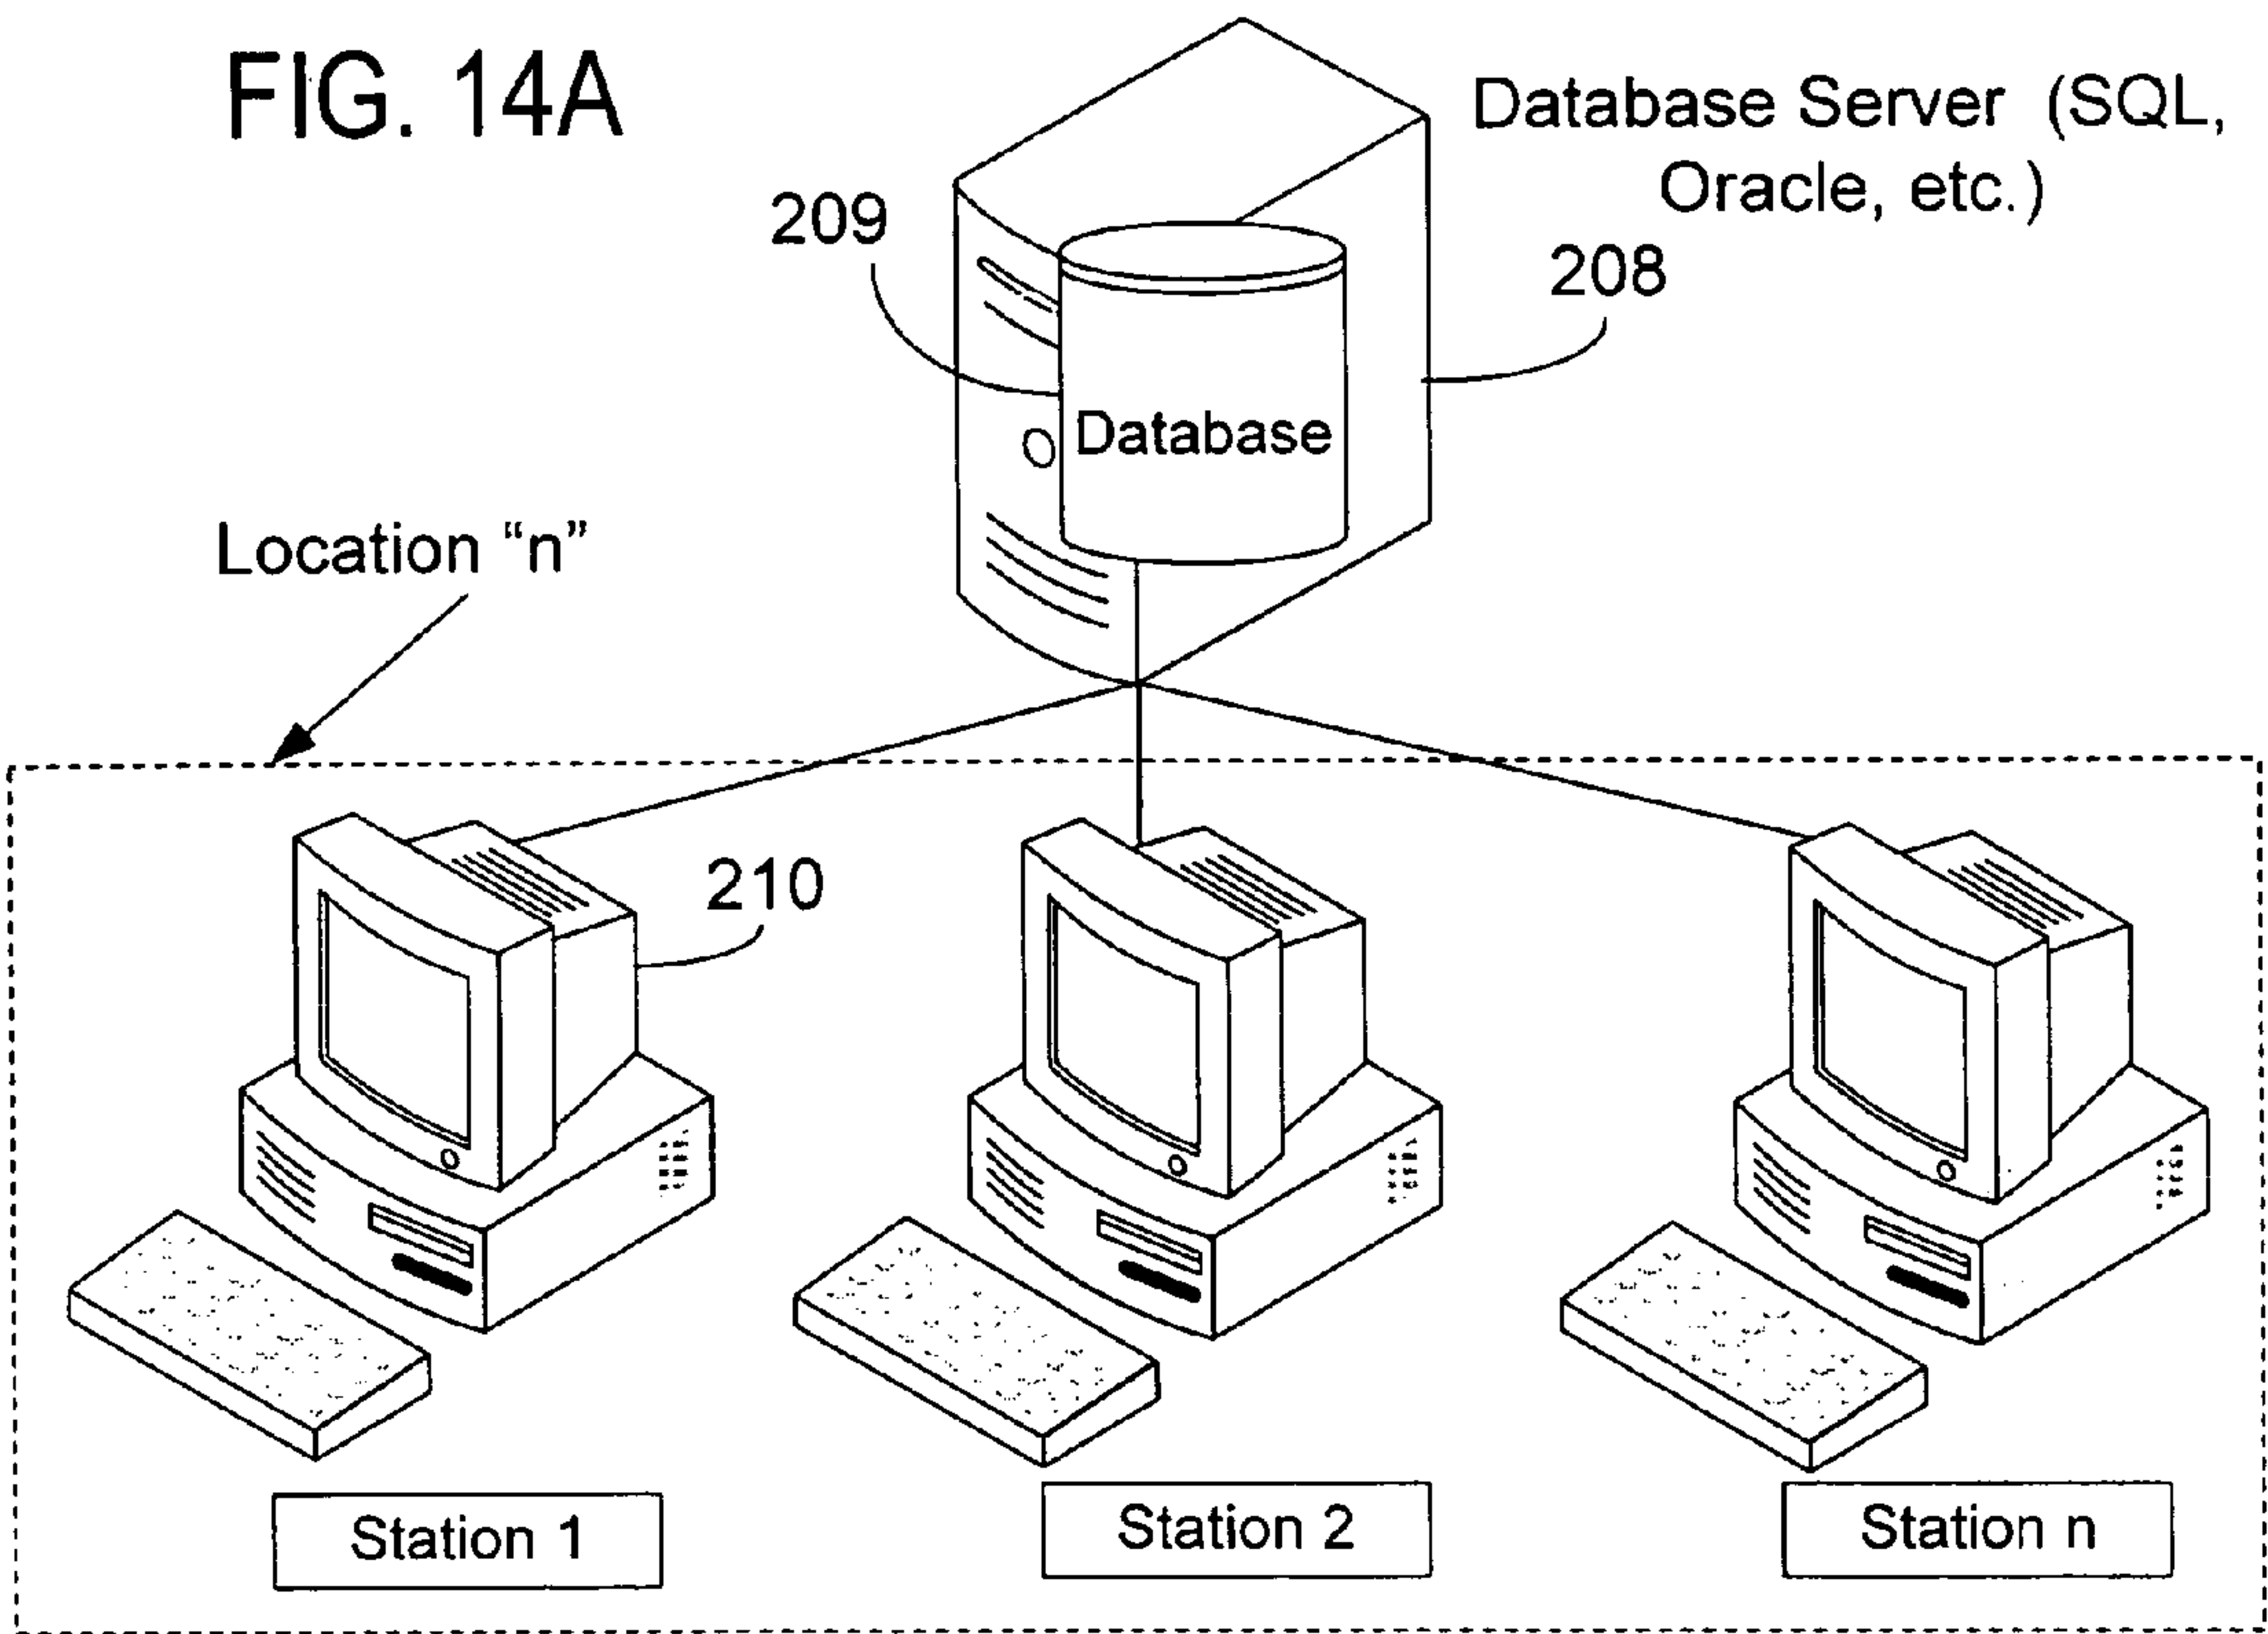 FIG. 14A
Database Server (SQL,
Oracle, etc.)
209
208
Database
Location “n”
210
Station 1
Station 2
Station n